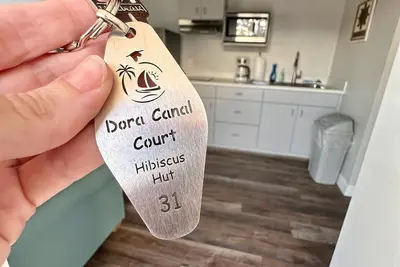 Dora Canal
Court
Hibiscus
Hut
31